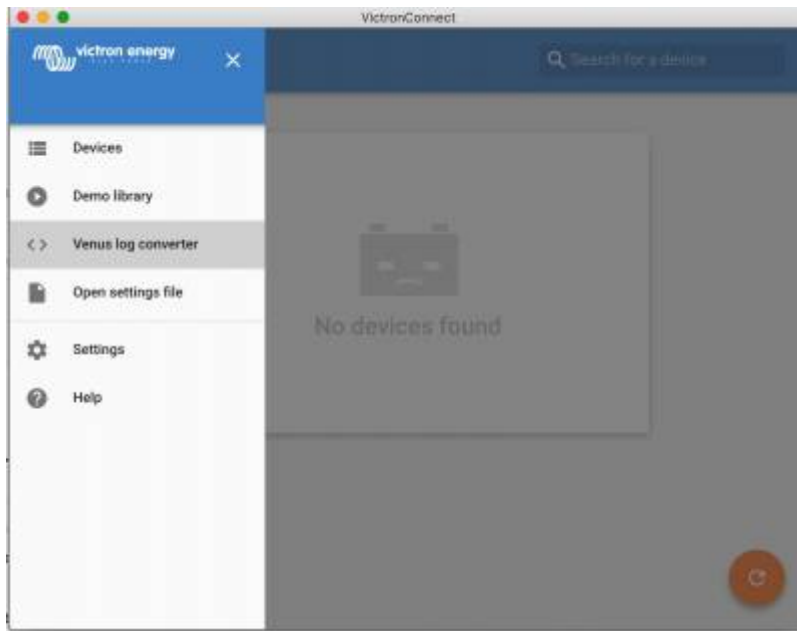 VictronConnect
victron energy
Search for a device
Devices
Demo library
Venus log converter
No devices found
Open settings file
Settings
Help